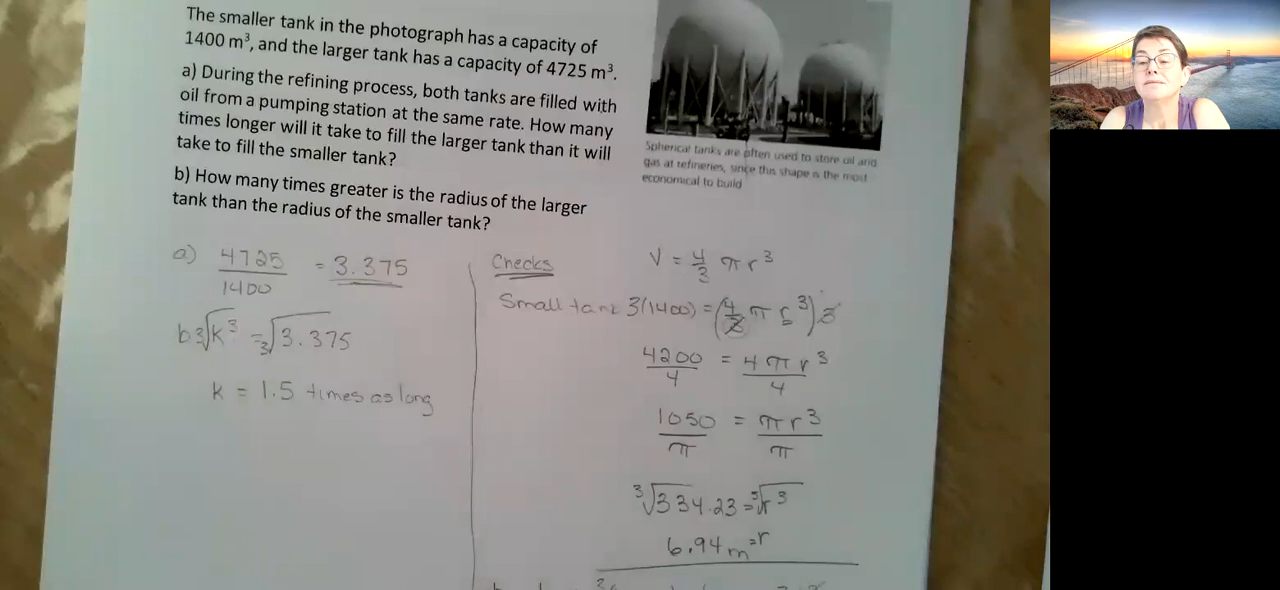 The smaller tank in the photograph has a capacity of
1400 m³, and the larger tank has a capacity of 4725 m³.
a) During the refining process, both tanks are filled with
oil from a pumping station at the same rate. How many
times longer will it take to fill the larger tank than it will
take to fill the smaller tank?
b) How many times greater is the radius of the larger
tank than the radius of the smaller tank?
Spherical tanks are often used to store oil and
gas at refineries, since this shape is the most
economical to build
a) 4725/1400 = 3.375
b ∛k³ = ∛3.375
k = 1.5 times as long
Checks
V = 4/3 πr³
Small tank 3(1400) = (4/3 π r³)3
4200/4 = 4πr³/4
1050/π = πr³/π
∛334.23 = ∛r³
6.94m = r